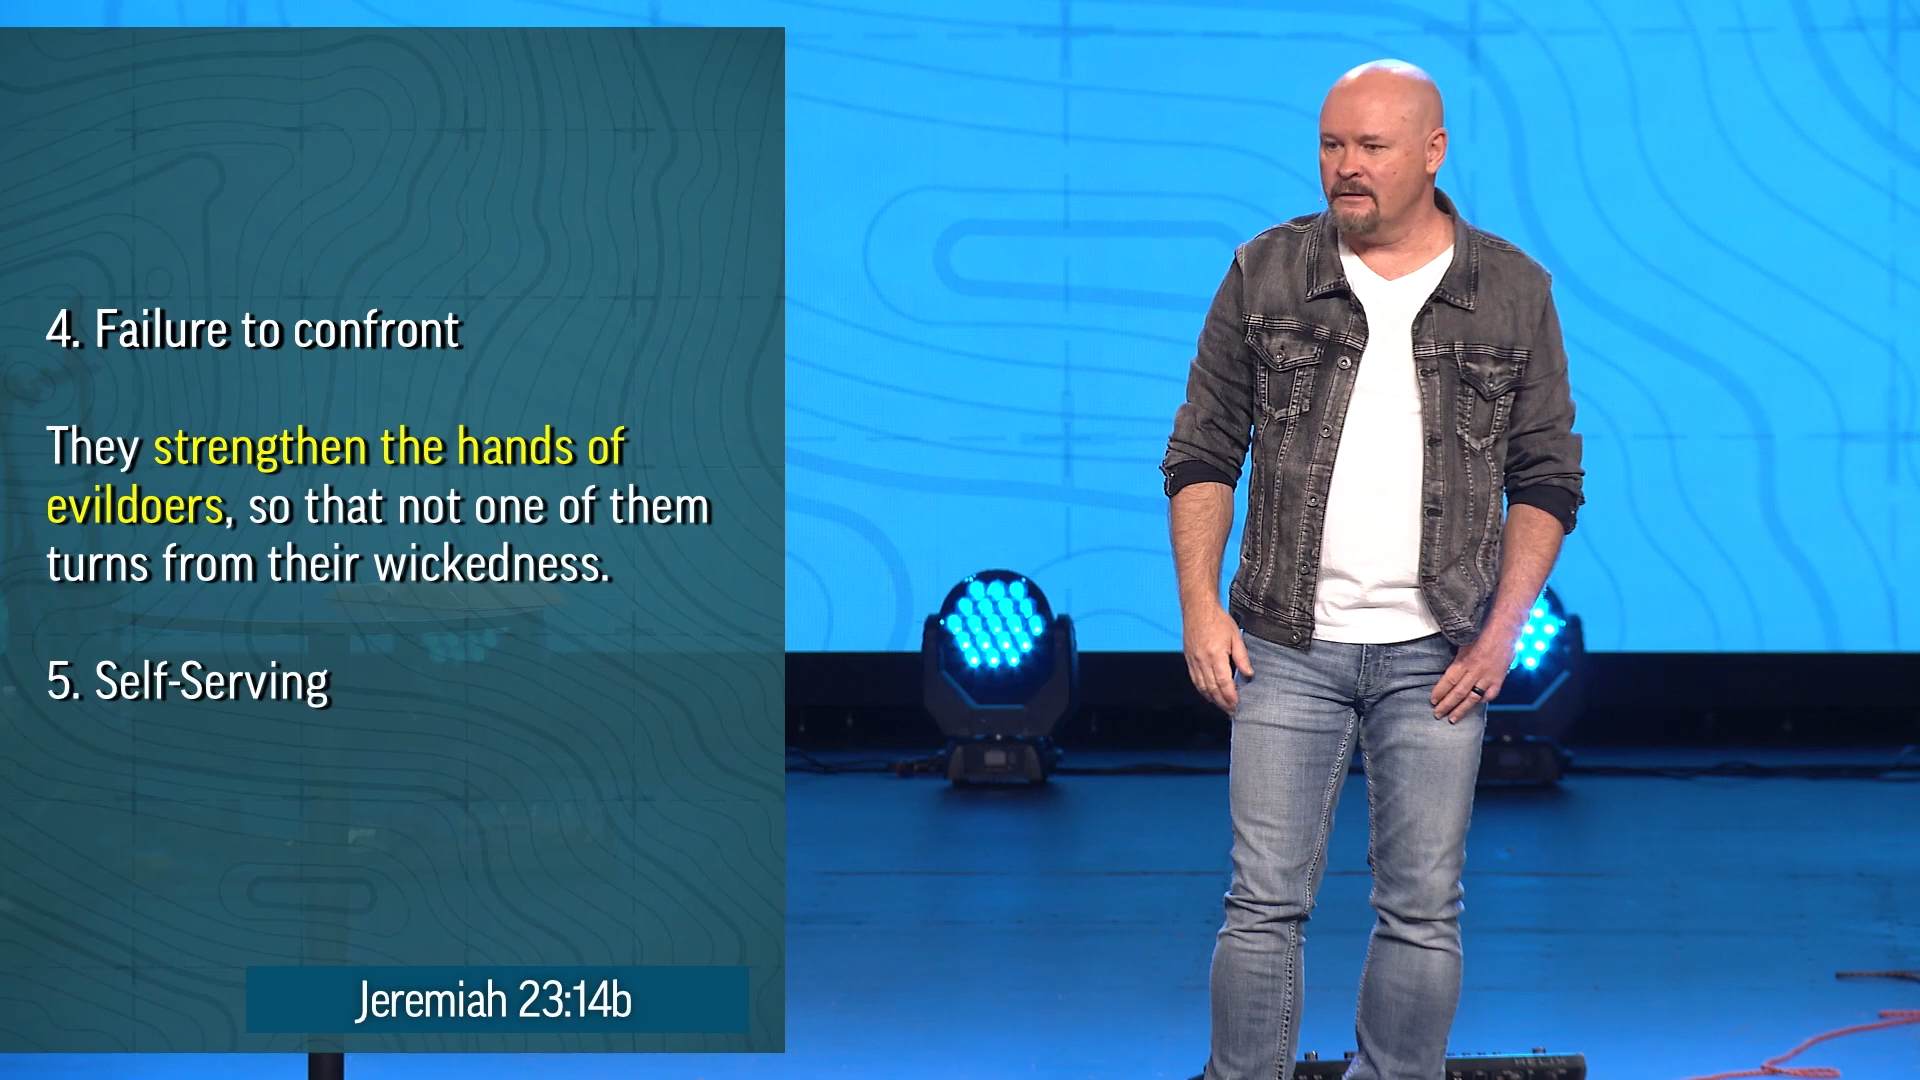 4. Failure to confront
They strengthen the hands of
evildoers, so that not one of them
turns from their wickedness.
5. Self-Serving
Jeremiah 23:14b
HELIX